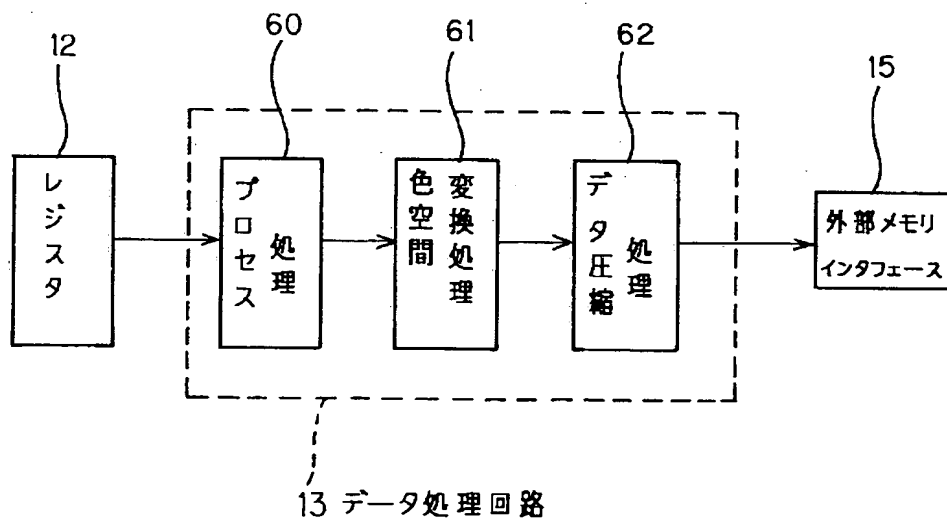 12
60
61
62
15
レジスタ
プロセス
処理
色空間
変換処理
データ圧縮
処理
外部メモリ
インタフェース
13 データ処理回路